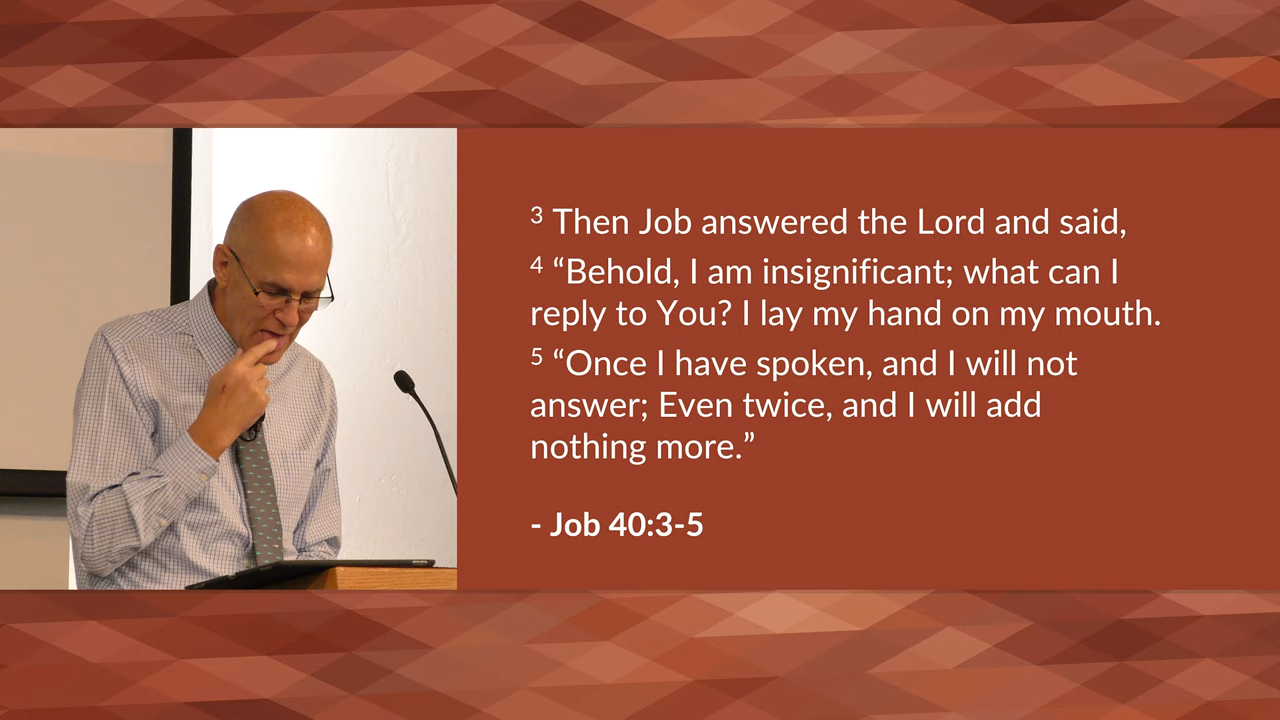 ³ Then Job answered the Lord and said,
⁴ “Behold, I am insignificant; what can I
reply to You? I lay my hand on my mouth.
⁵ “Once I have spoken, and I will not
answer; Even twice, and I will add
nothing more.”
- Job 40:3-5